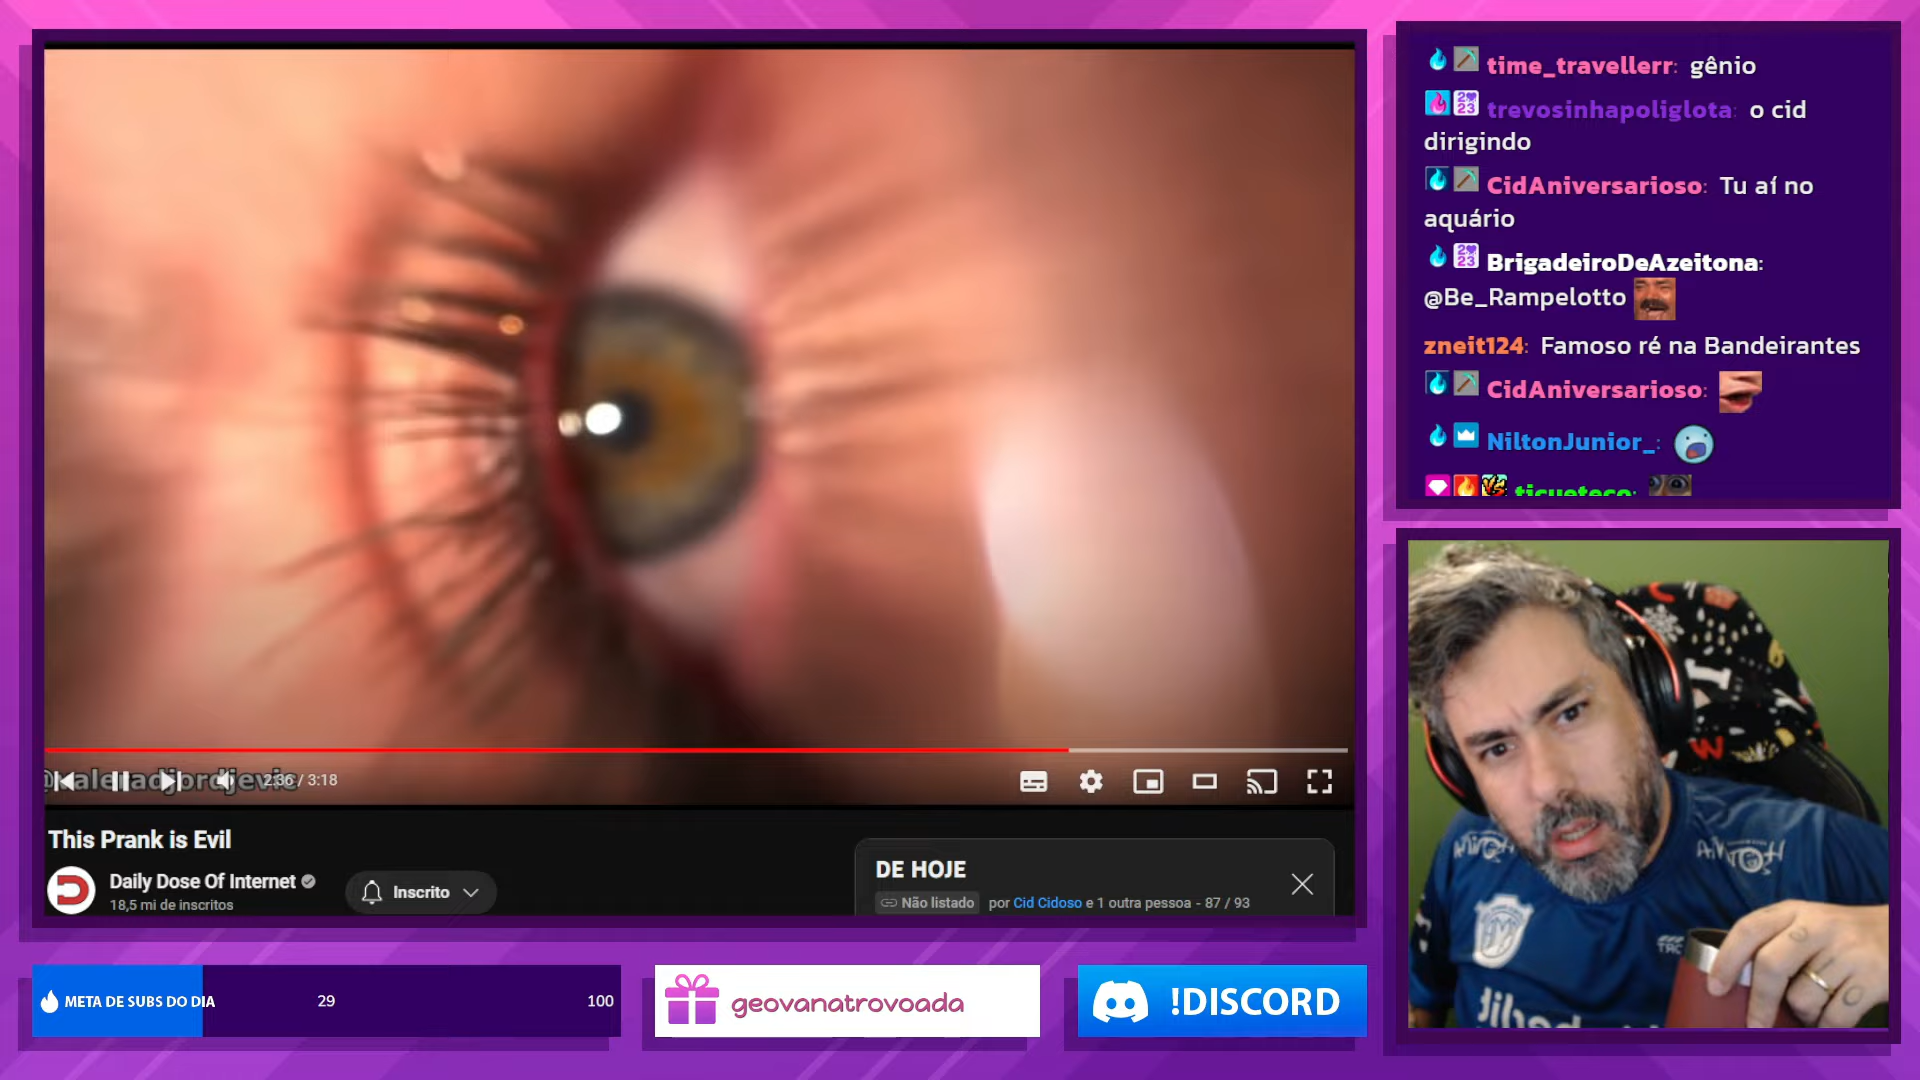 time_travellerr: gênio
trevosinhapoliglota: o cid
dirigindo
CidAniversarioso: Tu aí no
aquário
BrigadeiroDeAzeitona:
@Be_Rampelotto
zneit124: Famoso ré na Bandeirantes
CidAniversarioso:
NiltonJunior_:
ticueteco:
2:36 / 3:18
This Prank is Evil
Daily Dose Of Internet
18,5 mi de inscritos
Inscrito
DE HOJE
Não listado por Cid Cidoso e 1 outra pessoa - 87 / 93
META DE SUBS DO DIA 29 100
geovanatrovoada
!DISCORD